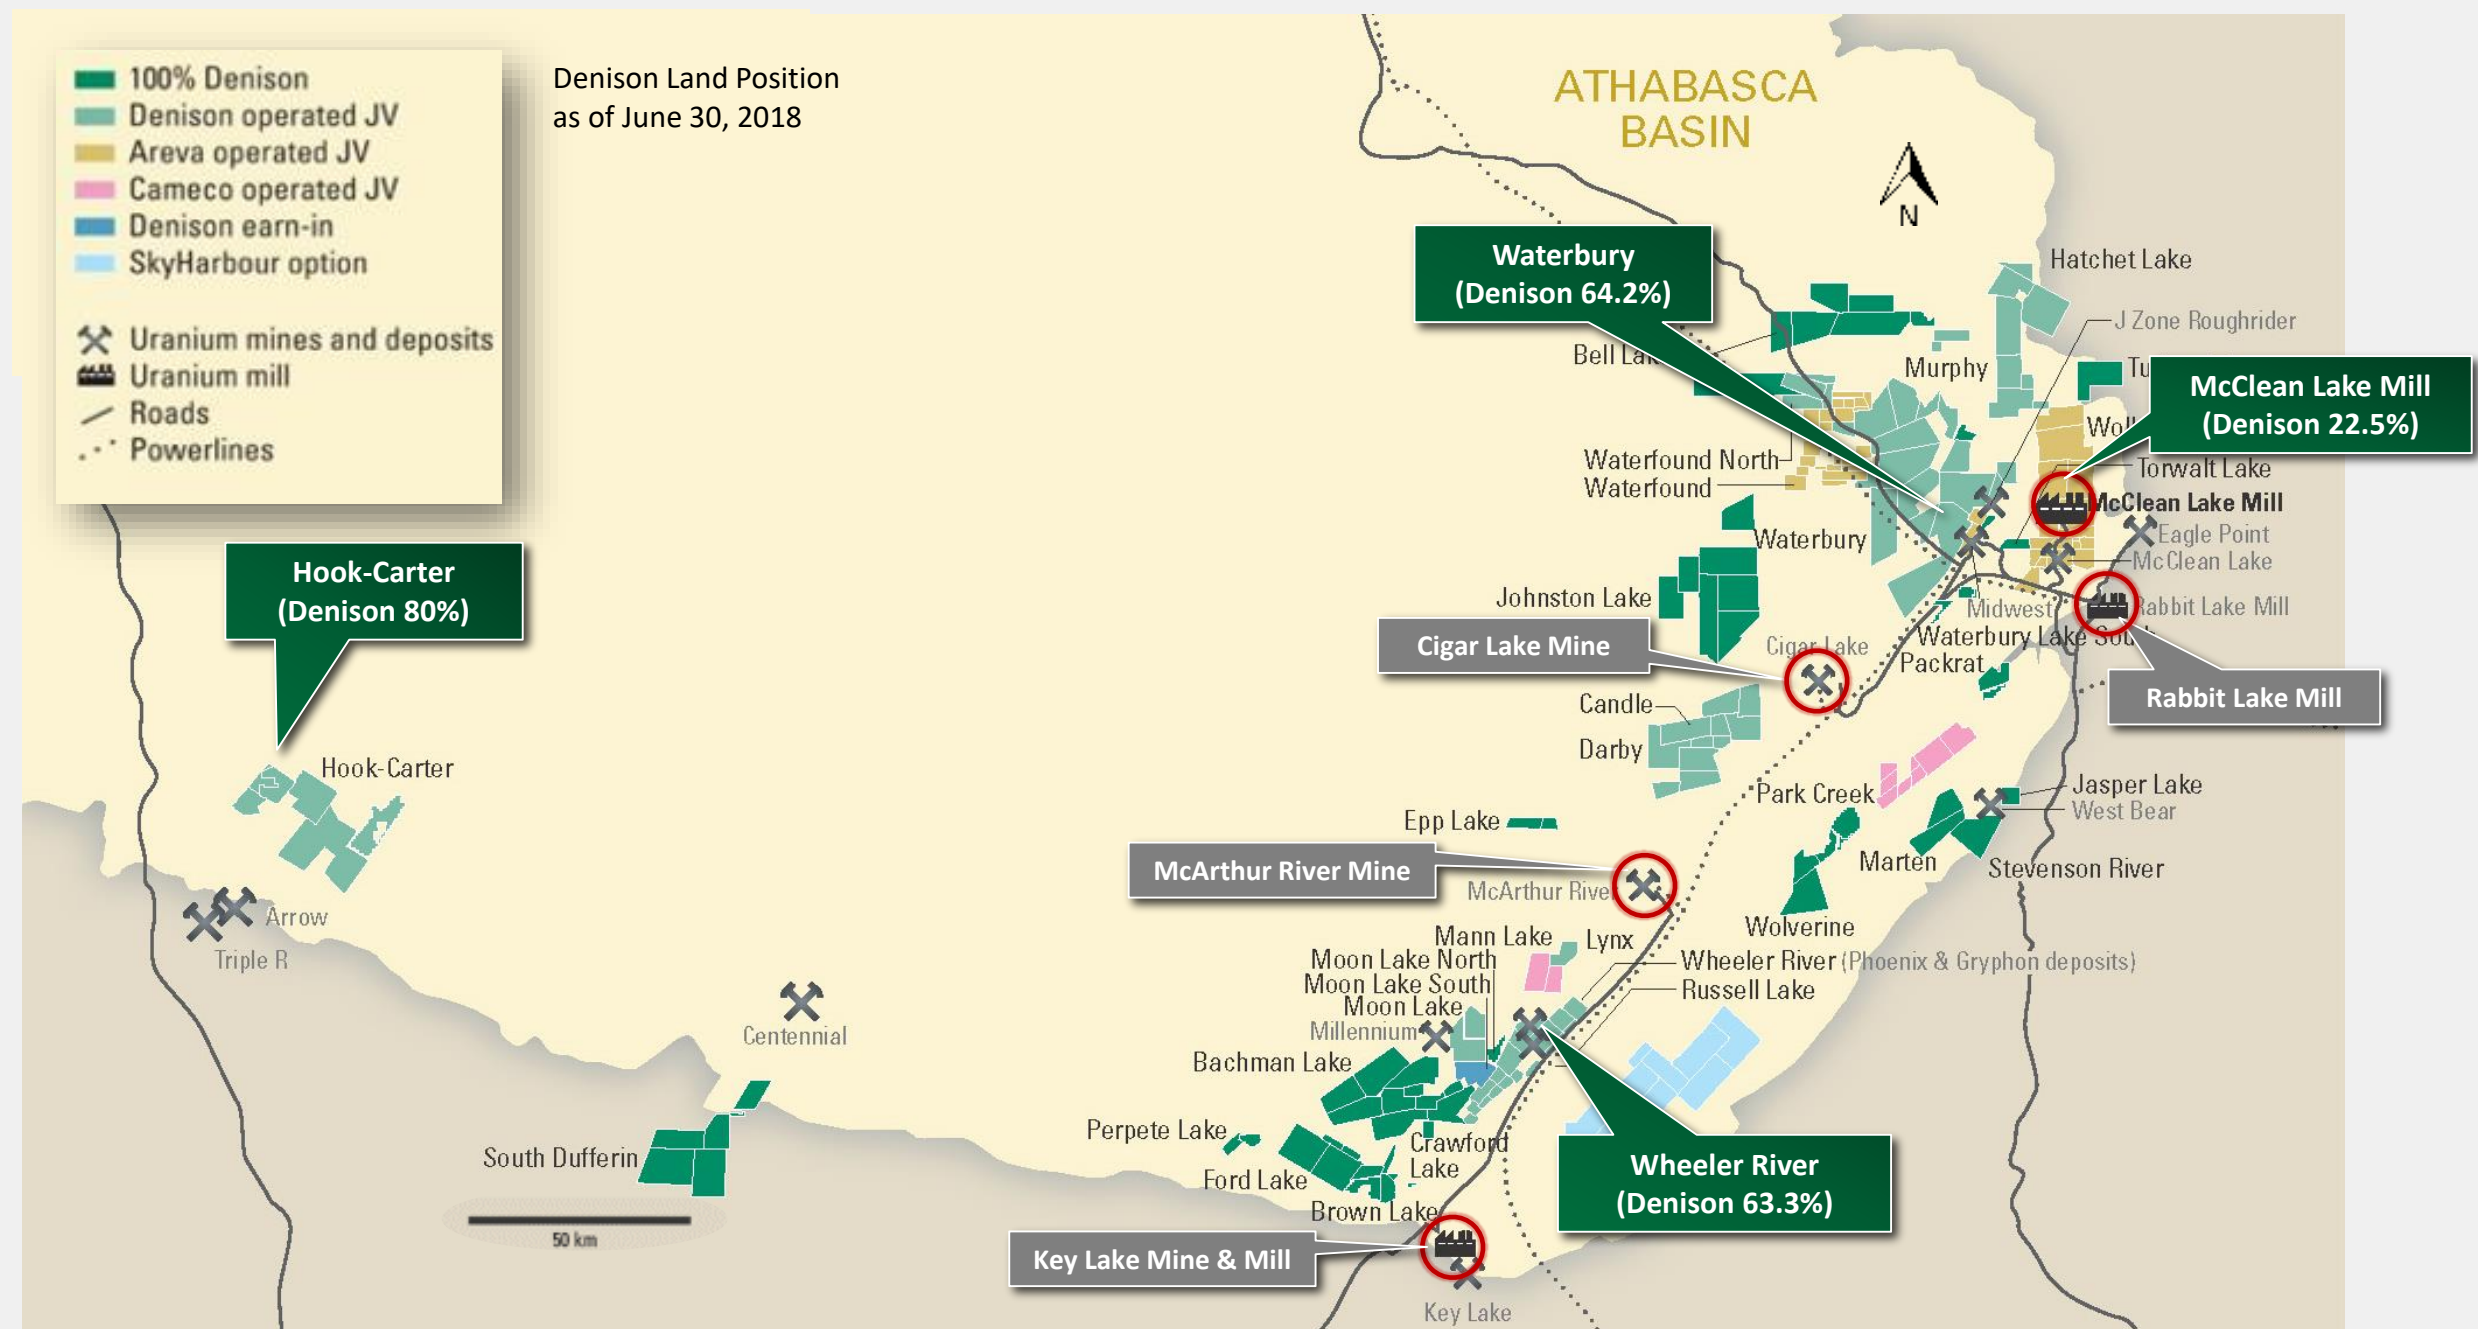 100% Denison
Denison operated JV
Areva operated JV
Cameco operated JV
Denison earn-in
SkyHarbour option
Uranium mines and deposits
Uranium mill
Roads
Powerlines
Denison Land Position
as of June 30, 2018
ATHABASCA
BASIN
N
Waterbury
(Denison 64.2%)
Hatchet Lake
J Zone Roughrider
Bell
Murphy
McClean Lake Mill
(Denison 22.5%)
Waterfound North
Waterfound
Torwalt Lake
McClean Lake Mill
Eagle Point
McClean Lake
Waterbury
Hook-Carter
(Denison 80%)
Johnston Lake
Midwest
Rabbit Lake Mill
Cigar Lake Mine
Cigar Lake
Waterbury Lake
Packrat
Rabbit Lake Mill
Candle
Darby
Hook-Carter
Park Creek
Jasper Lake
West Bear
Epp Lake
Marten
Stevenson River
McArthur River Mine
McArthur River
Arrow
Triple R
Wolverine
Mann Lake
Lynx
Moon Lake North
Wheeler River (Phoenix & Gryphon deposits)
Moon Lake South
Russell Lake
Moon Lake
Millennium
Centennial
Bachman Lake
Perpete Lake
Crawford
Lake
South Dufferin
Ford Lake
Wheeler River
(Denison 63.3%)
Brown Lake
50 km
Key Lake Mine & Mill
Key Lake